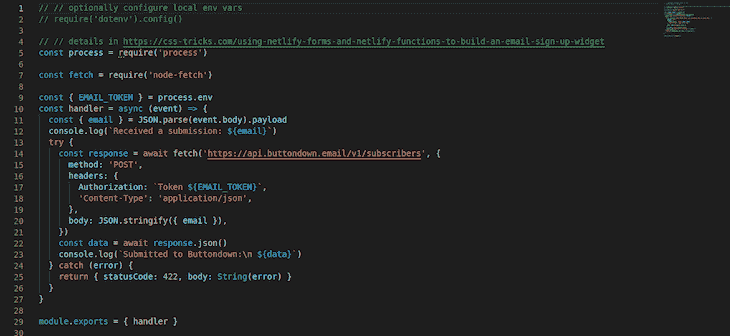 1 // // optionally configure local env vars
2 // require('dotenv').config()
3
4 // // details in https://css-tricks.com/using-netlify-forms-and-netlify-functions-to-build-an-email-sign-up-widget
5 const process = require('process')
6
7 const fetch = require('node-fetch')
8
9 const { EMAIL_TOKEN } = process.env
10 const handler = async (event) => {
11 const { email } = JSON.parse(event.body).payload
12 console.log(`Received a submission: ${email}`)
13 try {
14 const response = await fetch('https://api.buttondown.email/v1/subscribers', {
15 method: 'POST',
16 headers: {
17 Authorization: `Token ${EMAIL_TOKEN}`,
18 'Content-Type': 'application/json',
19 },
20 body: JSON.stringify({ email }),
21 })
22 const data = await response.json()
23 console.log(`Submitted to Buttondown:\n ${data}`)
24 } catch (error) {
25 return { statusCode: 422, body: String(error) }
26 }
27 }
28
29 module.exports = { handler }
30